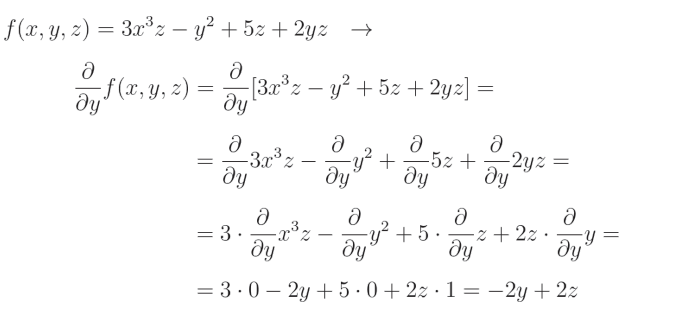 f(x, y, z) = 3x³z − y² + 5z + 2yz →
∂/∂y f(x, y, z) = ∂/∂y [3x³z − y² + 5z + 2yz] =
= ∂/∂y 3x³z − ∂/∂y y² + ∂/∂y 5z + ∂/∂y 2yz =
= 3 · ∂/∂y x³z − ∂/∂y y² + 5 · ∂/∂y z + 2z · ∂/∂y y =
= 3 · 0 − 2y + 5 · 0 + 2z · 1 = −2y + 2z